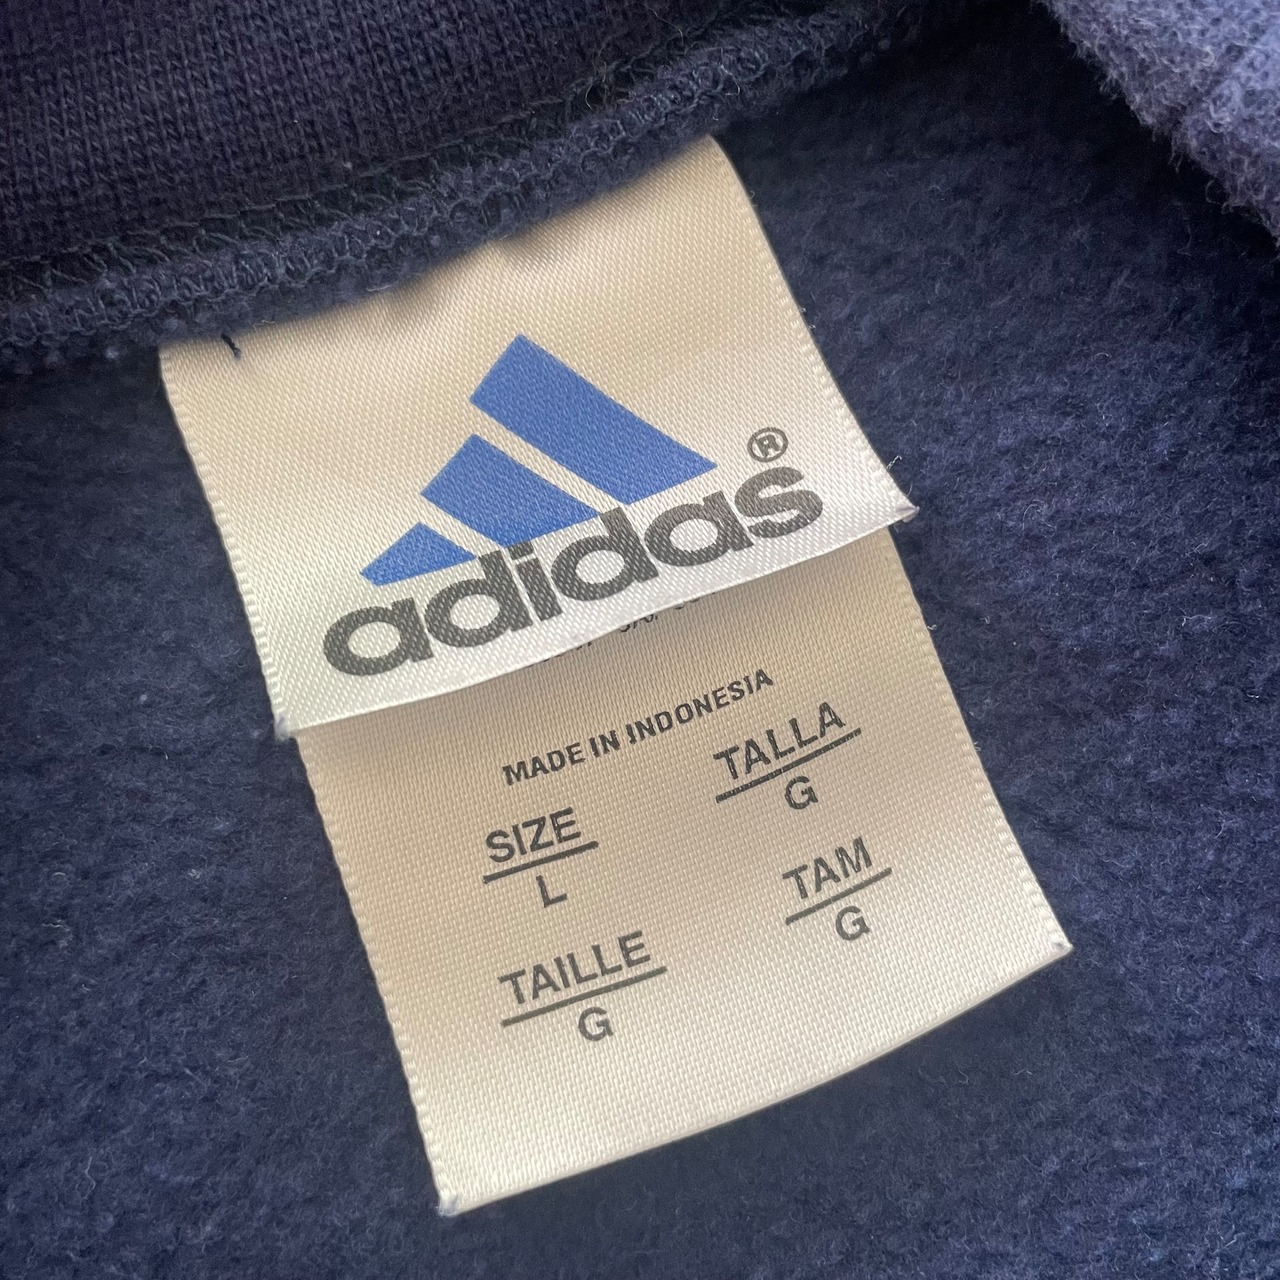 adidas®
MADE IN INDONESIA
SIZE
L
TALLA
G
TAILLE
G
TAM
G